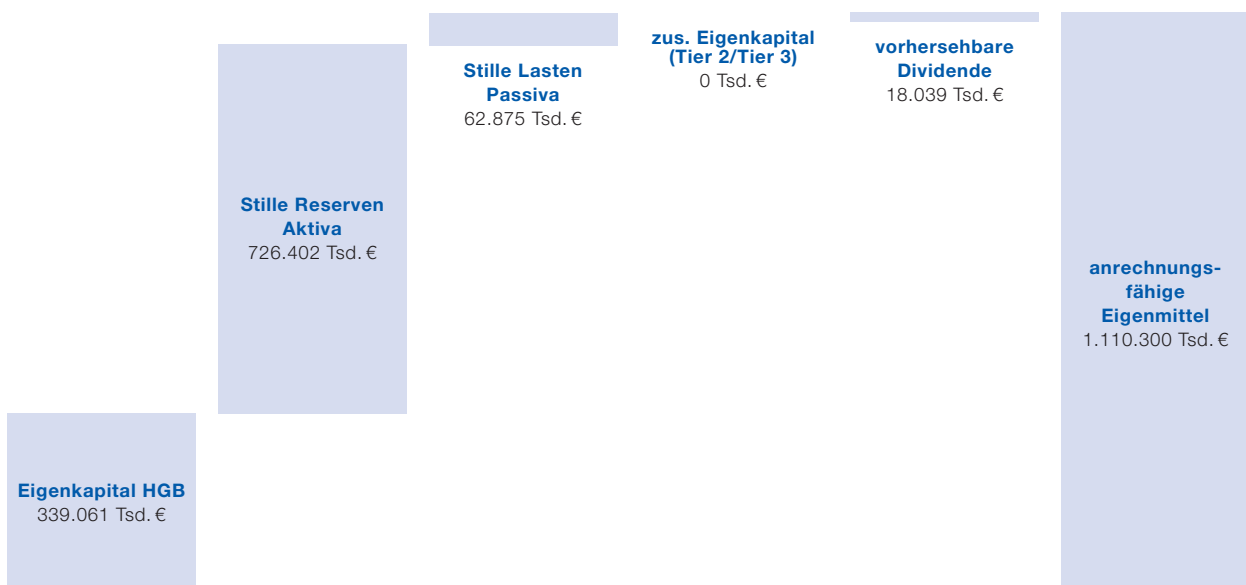 Eigenkapital HGB
339.061 Tsd. €
Stille Reserven
Aktiva
726.402 Tsd. €
Stille Lasten
Passiva
62.875 Tsd. €
zus. Eigenkapital
(Tier 2/Tier 3)
0 Tsd. €
vorhersehbare
Dividende
18.039 Tsd. €
anrechnungs-
fähige
Eigenmittel
1.110.300 Tsd. €